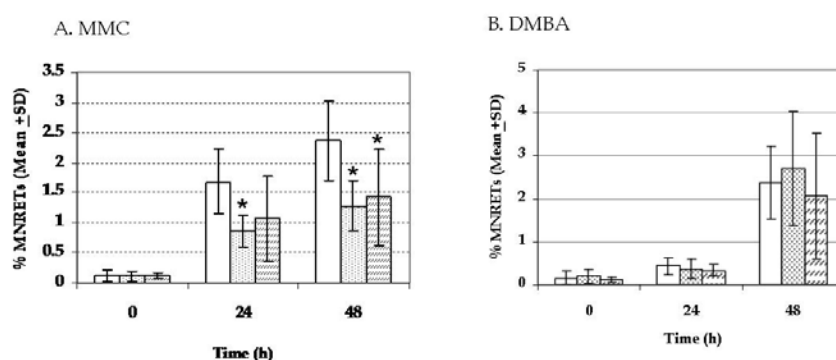 A. MMC
% MNRETs (Mean +SD)
3.5
3
2.5
2
1.5
1
0.5
0
*
*
*
0 24 48
Time (h)
B. DMBA
% MNRETs (Mean +SD)
5
4
3
2
1
0
0 24 48
Time (h)